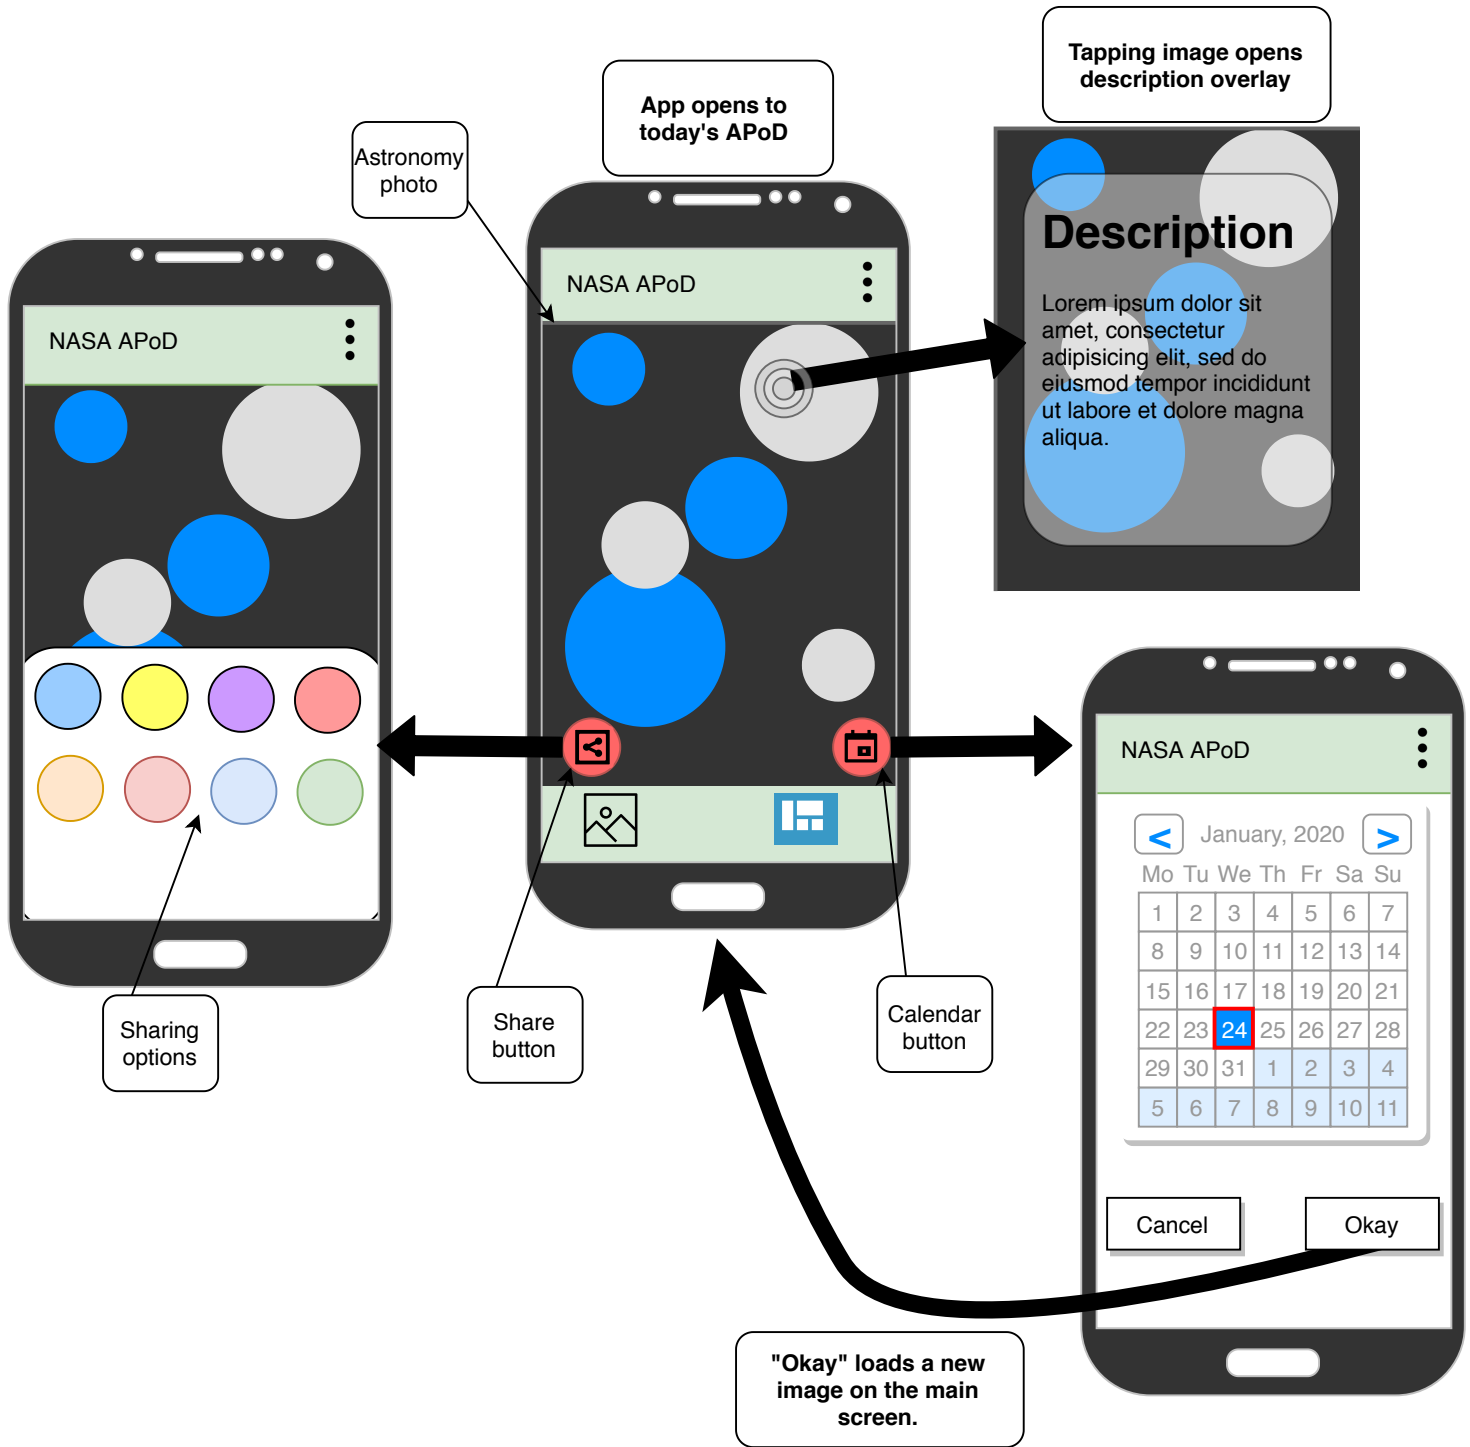 Tapping image opens
description overlay
App opens to
today's APoD
Astronomy
photo
Description
Lorem ipsum dolor sit
amet, consectetur
adipisicing elit, sed do
eiusmod tempor incididunt
ut labore et dolore magna
aliqua.
NASA APoD
NASA APoD
NASA APoD
< January, 2020 >
Mo Tu We Th Fr Sa Su
1 2 3 4 5 6 7
8 9 10 11 12 13 14
15 16 17 18 19 20 21
22 23 24 25 26 27 28
29 30 31 1 2 3 4
5 6 7 8 9 10 11
Cancel Okay
Sharing
options
Share
button
Calendar
button
"Okay" loads a new
image on the main
screen.